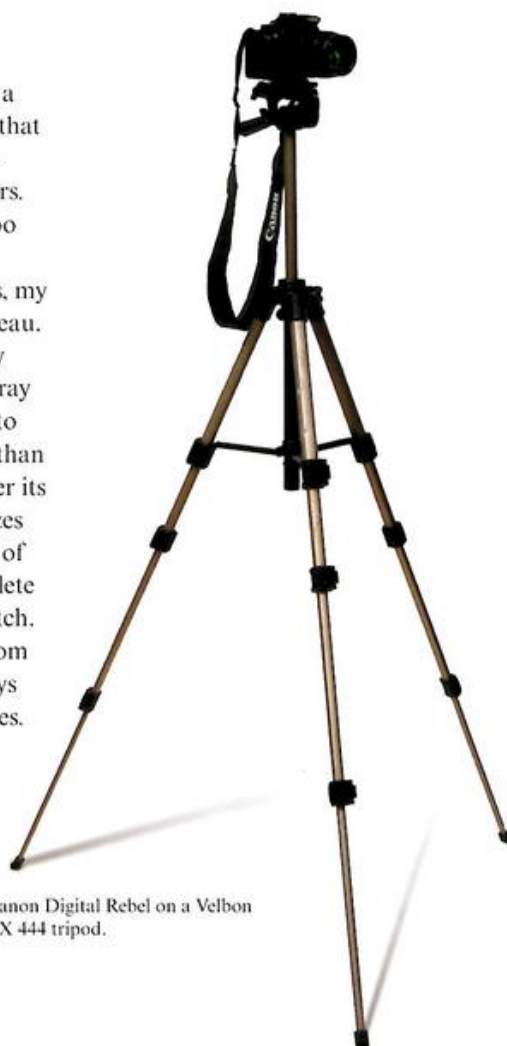 a
that
rs.
oo
s, my
eau.
ray
to
than
er its
es
of
lete
tch.
om
ys
es.
Canon
anon Digital Rebel on a Velbon
X 444 tripod.